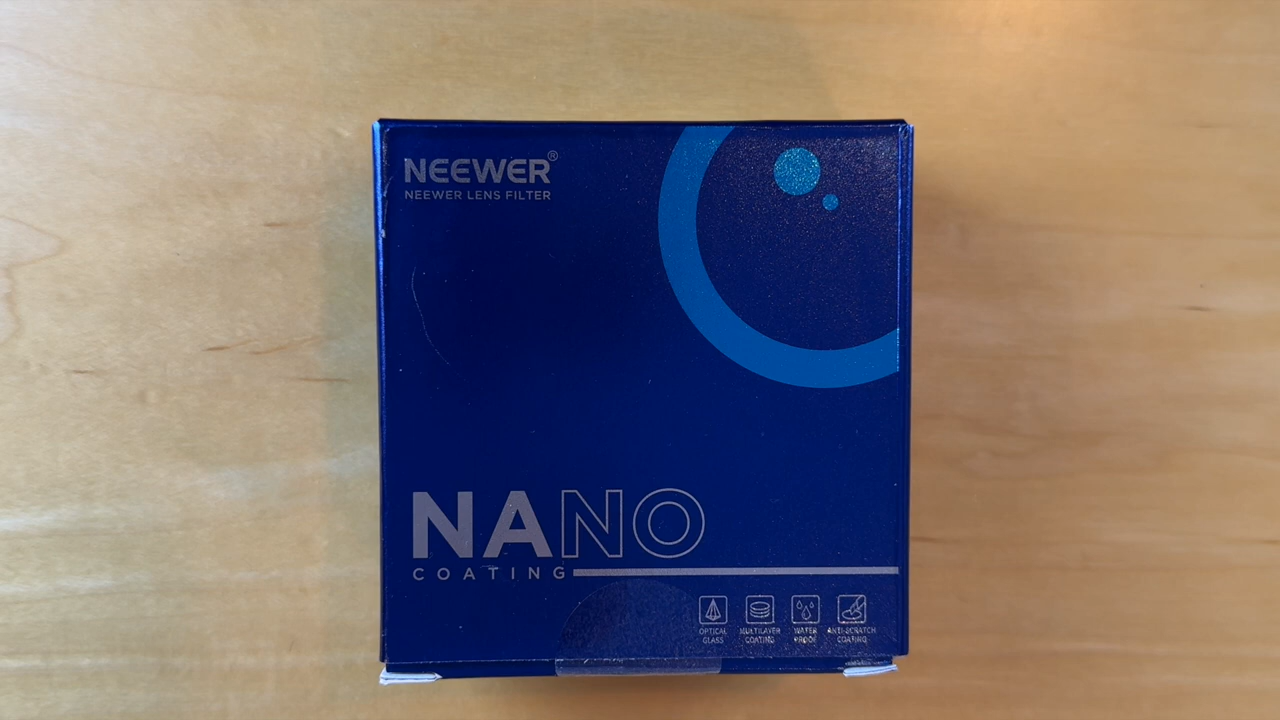 NEEWER®
NEEWER LENS FILTER
NANO
COATING
OPTICAL GLASS
MULTILAYER COATING
WATER PROOF
ANTI-SCRATCH COATING